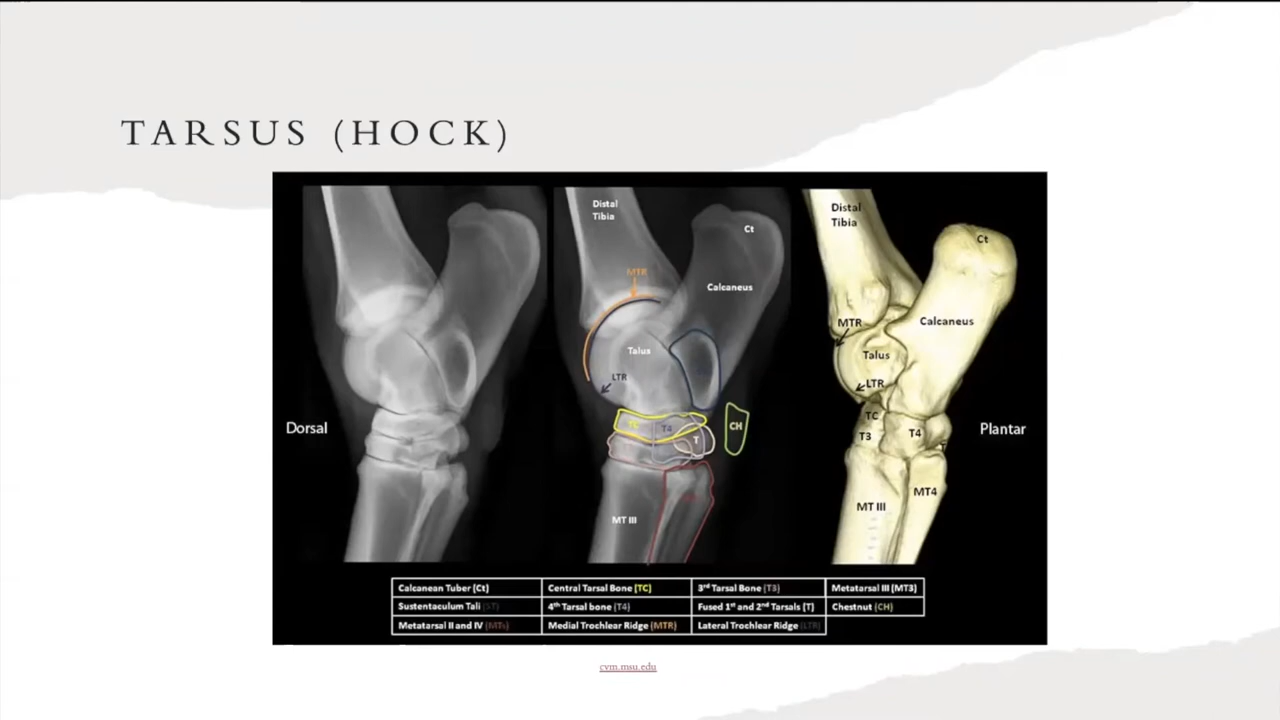 TARSUS (HOCK)
Distal
Tibia
Ct
MTR
Calcaneus
Talus
LTR
TC
T4
T
CH
MT III
Dorsal
Distal
Tibia
Ct
MTR
Calcaneus
Talus
LTR
TC
T3
T4
MT4
MT III
Plantar
Calcanean Tuber (Ct) Central Tarsal Bone (TC) 3rd Tarsal Bone (T3) Metatarsal III (MT3)
Sustentaculum Tali (ST) 4th Tarsal bone (T4) Fused 1st and 2nd Tarsals (T) Chestnut (CH)
Metatarsal II and IV (MTs) Medial Trochlear Ridge (MTR) Lateral Trochlear Ridge (LTR)
cvm.msu.edu